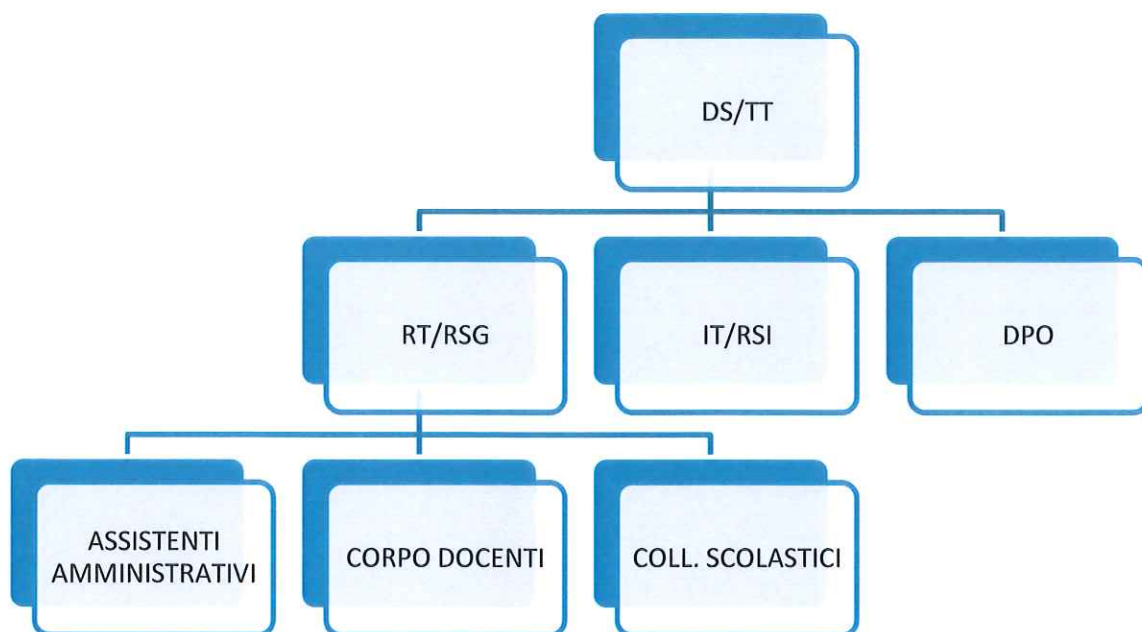 DS/TT
RT/RSG
IT/RSI
DPO
ASSISTENTI
AMMINISTRATIVI
CORPO DOCENTI
COLL. SCOLASTICI